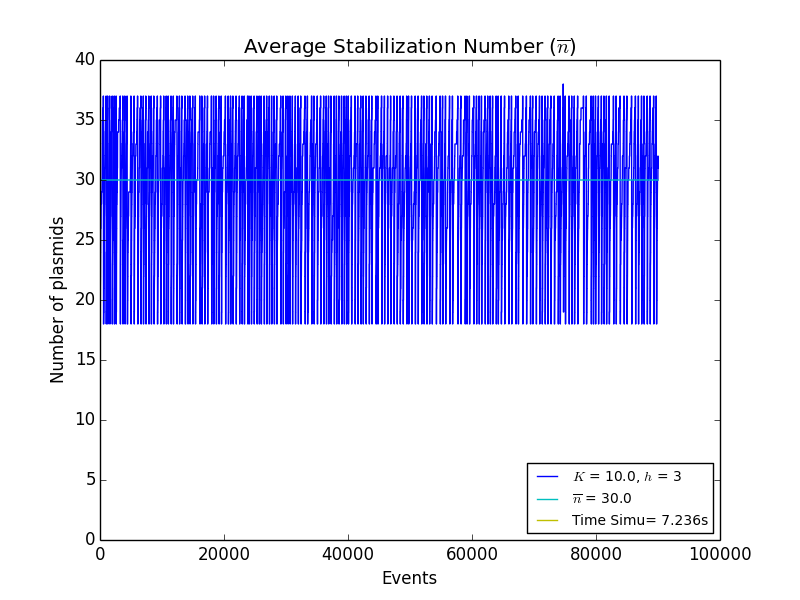 Average Stabilization Number (n̅)
40
35
30
25
20
15
10
5
0
Number of plasmids
0 20000 40000 60000 80000 100000
Events
K = 10.0, h = 3
n̅ = 30.0
Time Simu= 7.236s